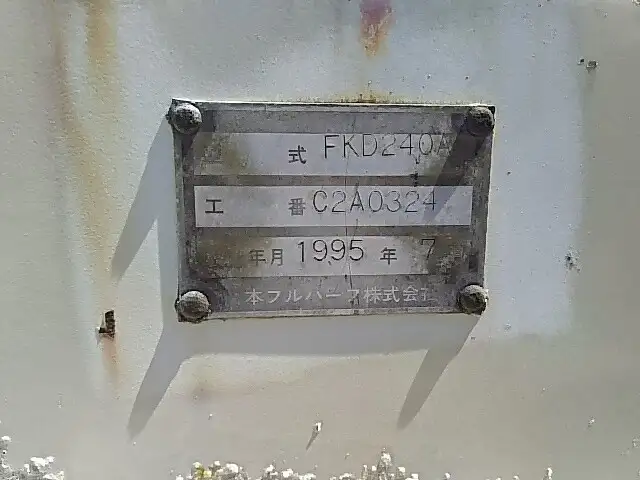 式 FKD240A
工 番 C2A0324
年月 1995 年 7
本フルハーフ株式会